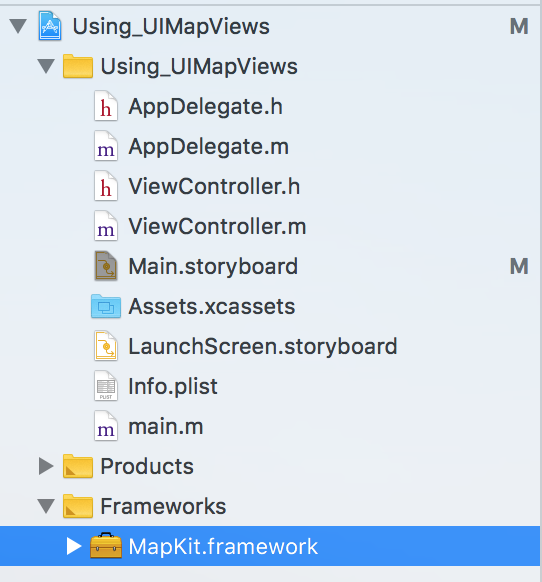 Using_UIMapViews M
Using_UIMapViews
h AppDelegate.h
m AppDelegate.m
h ViewController.h
m ViewController.m
Main.storyboard M
Assets.xcassets
LaunchScreen.storyboard
PLIST Info.plist
m main.m
Products
Frameworks
MapKit.framework